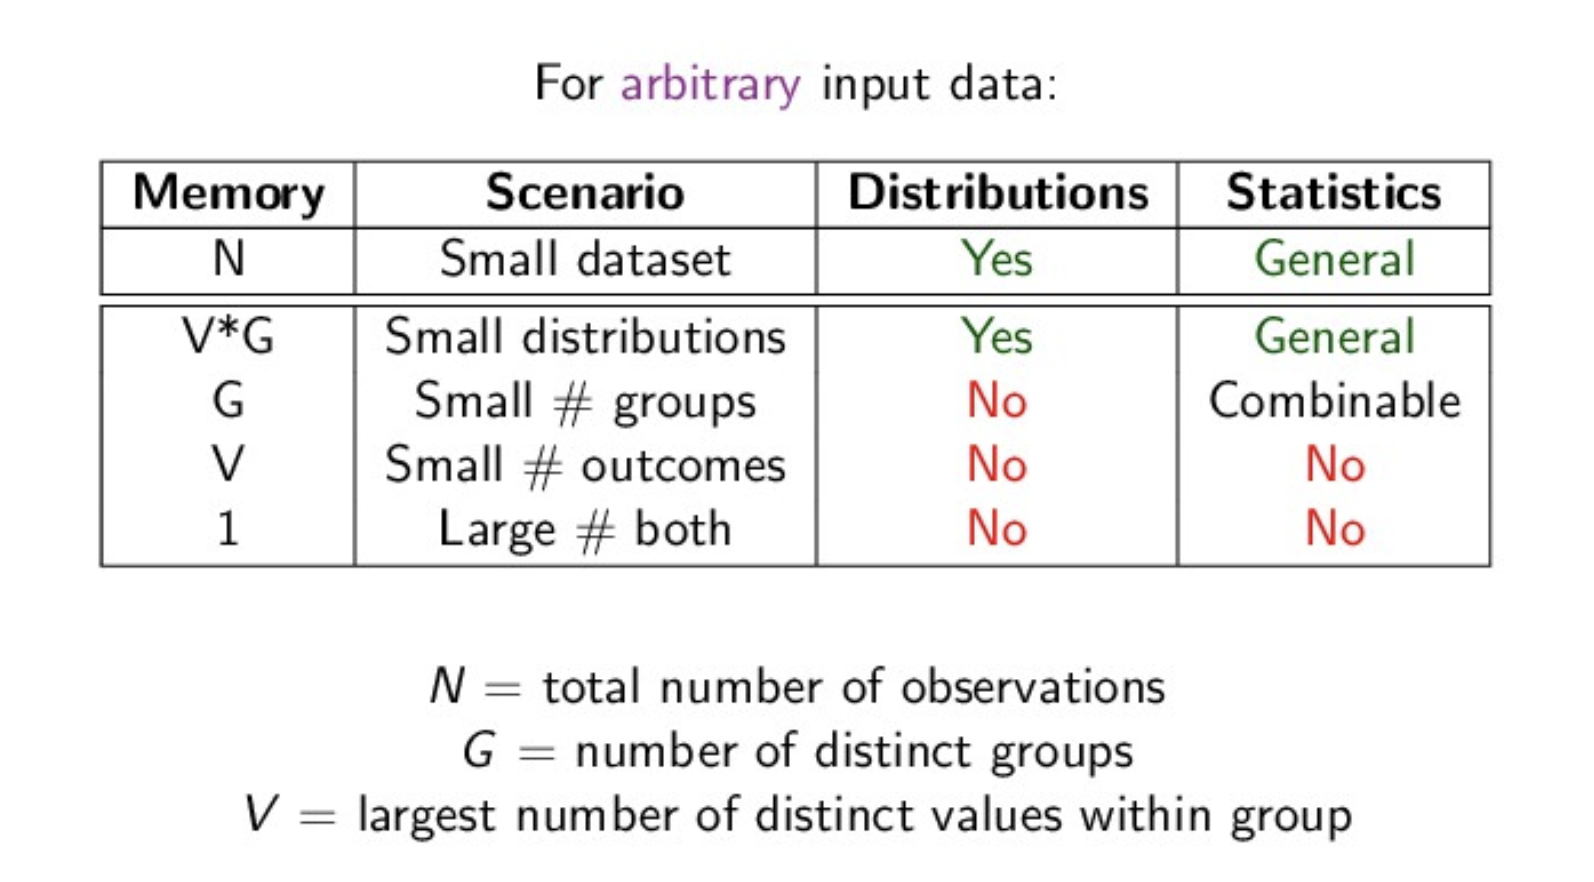 For arbitrary input data:
Memory Scenario Distributions Statistics
N Small dataset Yes General
V*G Small distributions Yes General
G Small # groups No Combinable
V Small # outcomes No No
1 Large # both No No
N = total number of observations
G = number of distinct groups
V = largest number of distinct values within group